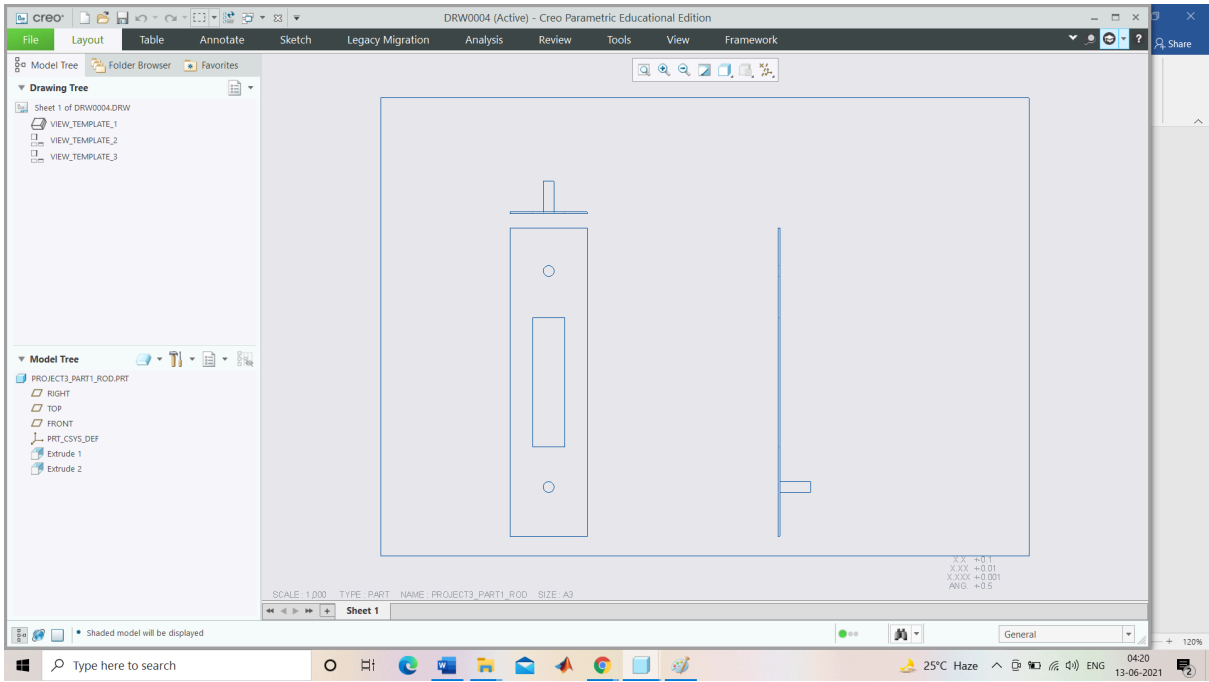 creo· DRW0004 (Active) - Creo Parametric Educational Edition
File Layout Table Annotate Sketch Legacy Migration Analysis Review Tools View Framework ?
Share
Model Tree Folder Browser Favorites
Drawing Tree
Sheet 1 of DRW0004.DRW
VIEW_TEMPLATE_1
VIEW_TEMPLATE_2
VIEW_TEMPLATE_3
Model Tree
PROJECT3_PART1_ROD.PRT
RIGHT
TOP
FRONT
PRT_CSYS_DEF
Extrude 1
Extrude 2
X.X +-0.1
X.XX +-0.01
X.XXX +-0.001
ANG. +-0.5
SCALE : 1,000 TYPE : PART NAME : PROJECT3_PART1_ROD SIZE : A3
Sheet 1
• Shaded model will be displayed
General
120%
Type here to search
25°C Haze ENG 04:20
13-06-2021
2